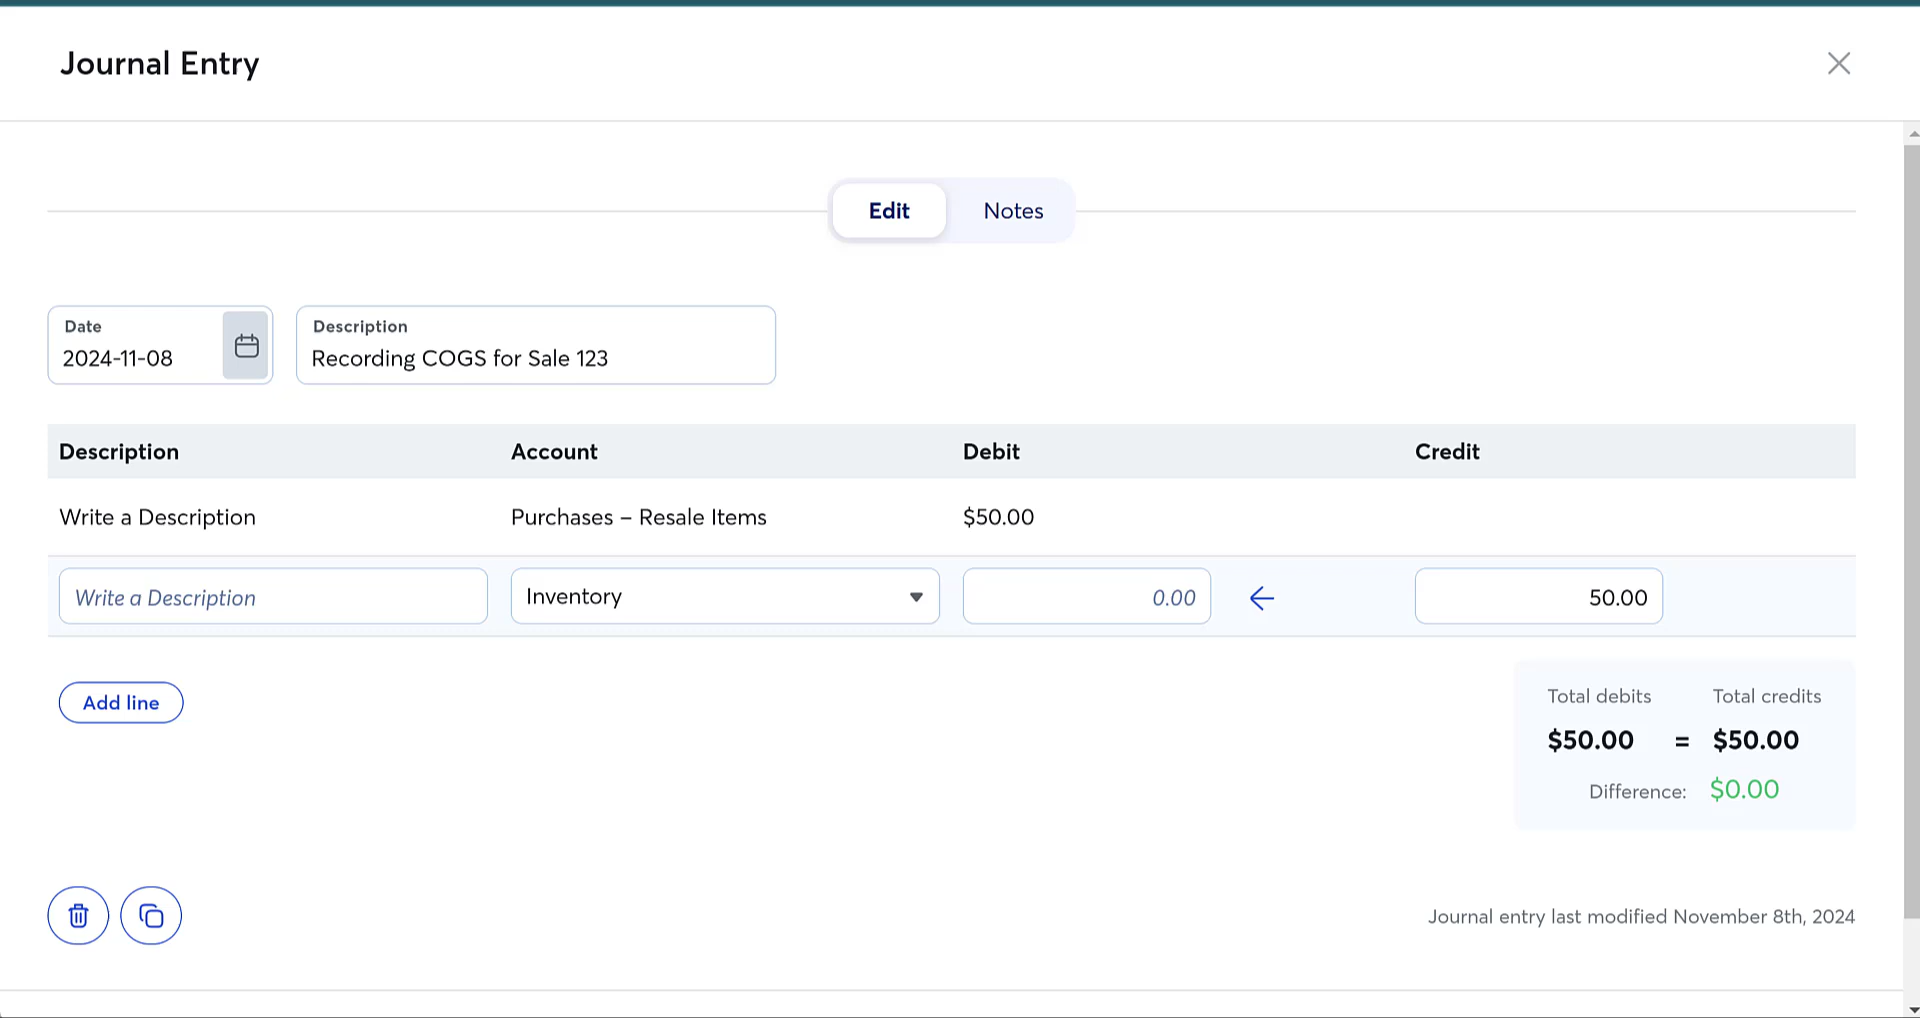 Journal Entry
Edit Notes
Date
2024-11-08
Description
Recording COGS for Sale 123
Description Account Debit Credit
Write a Description Purchases – Resale Items $50.00
Write a Description Inventory 0.00 50.00
Add line
Total debits Total credits
$50.00 = $50.00
Difference: $0.00
Journal entry last modified November 8th, 2024